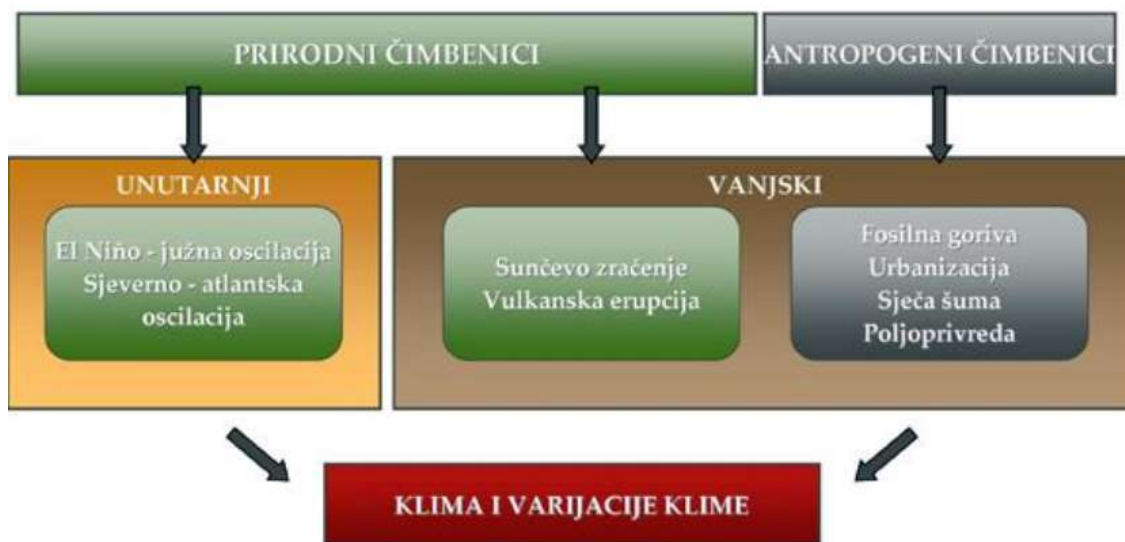 PRIRODNI ČIMBENICI
ANTROPOGENI ČIMBENICI
UNUTARNJI
El Niño - južna oscilacija
Sjeverno - atlantska
oscilacija
VANJSKI
Sunčevo zračenje
Vulkanska erupcija
Fosilna goriva
Urbanizacija
Sječa šuma
Poljoprivreda
KLIMA I VARIJACIJE KLIME